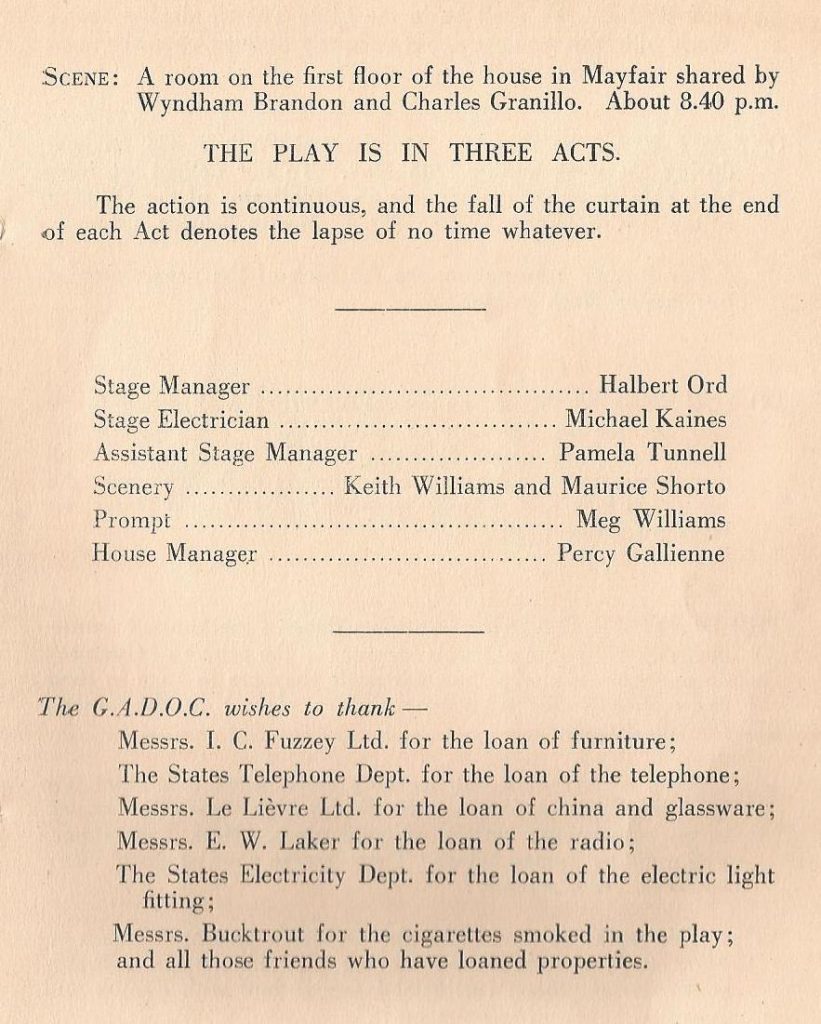 SCENE: A room on the first floor of the house in Mayfair shared by
Wyndham Brandon and Charles Granillo. About 8.40 p.m.
THE PLAY IS IN THREE ACTS.
The action is continuous, and the fall of the curtain at the end
of each Act denotes the lapse of no time whatever.
Stage Manager ....................................... Halbert Ord
Stage Electrician ................................. Michael Kaines
Assistant Stage Manager ..................... Pamela Tunnell
Scenery .................. Keith Williams and Maurice Shorto
Prompt ............................................. Meg Williams
House Manager ................................. Percy Gallienne
The G.A.D.O.C. wishes to thank —
Messrs. I. C. Fuzzey Ltd. for the loan of furniture;
The States Telephone Dept. for the loan of the telephone;
Messrs. Le Lièvre Ltd. for the loan of china and glassware;
Messrs. E. W. Laker for the loan of the radio;
The States Electricity Dept. for the loan of the electric light
fitting;
Messrs. Bucktrout for the cigarettes smoked in the play;
and all those friends who have loaned properties.